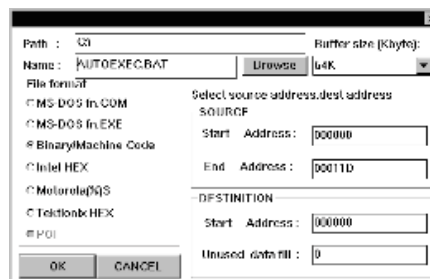 Path : C:\
Buffer size (Kbyte):
Name : AUTOEXEC.BAT
Browse
64K
File format
MS-DOS fn.COM
MS-DOS fn.EXE
Binary/Machine Code
Intel HEX
Motorola(%)S
Tektionix HEX
POI
OK
CANCEL
Select source address.dest address
SOURCE
Start Address :
000000
End Address :
00011D
DESTINITION
Start Address :
000000
Unused data fill :
0